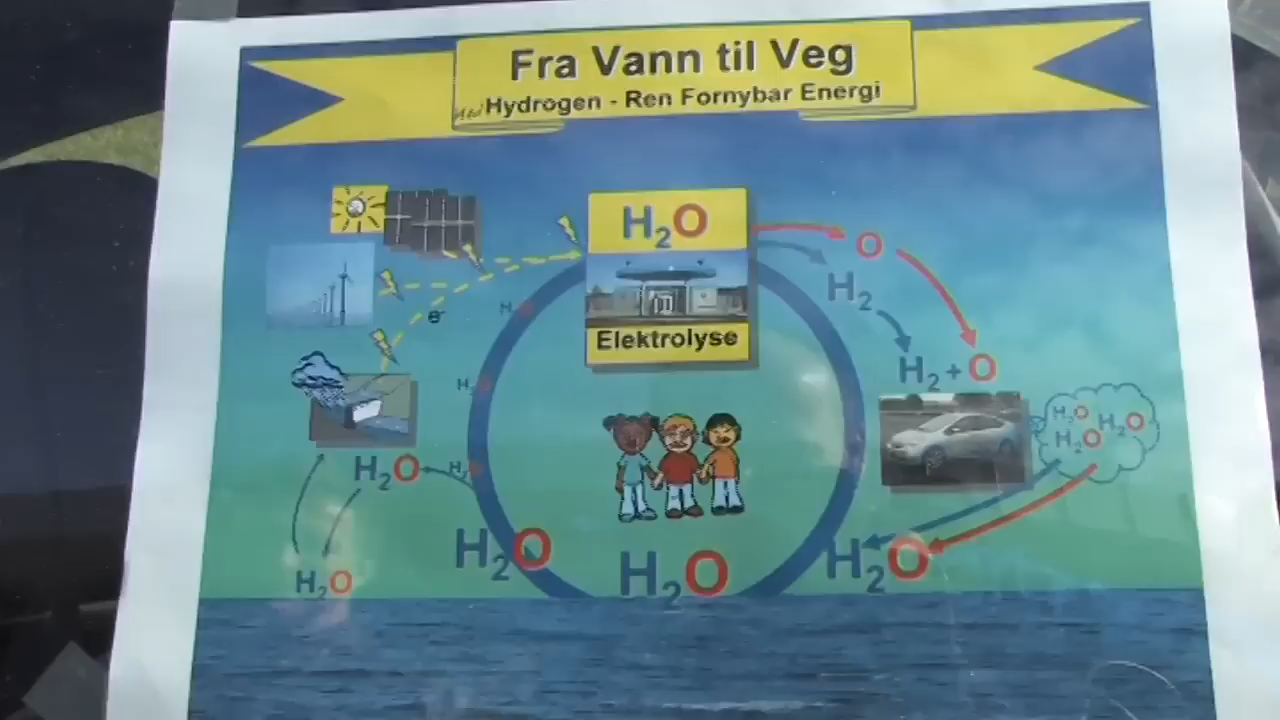 Fra Vann til Veg
Hydrogen - Ren Fornybar Energi
H₂O
O
H₂
Elektrolyse
H₂ + O
e-
H₂O
H₂O
H₂O
H₂O
H₂O
H₂O
H₂O
H₂O
H₂O